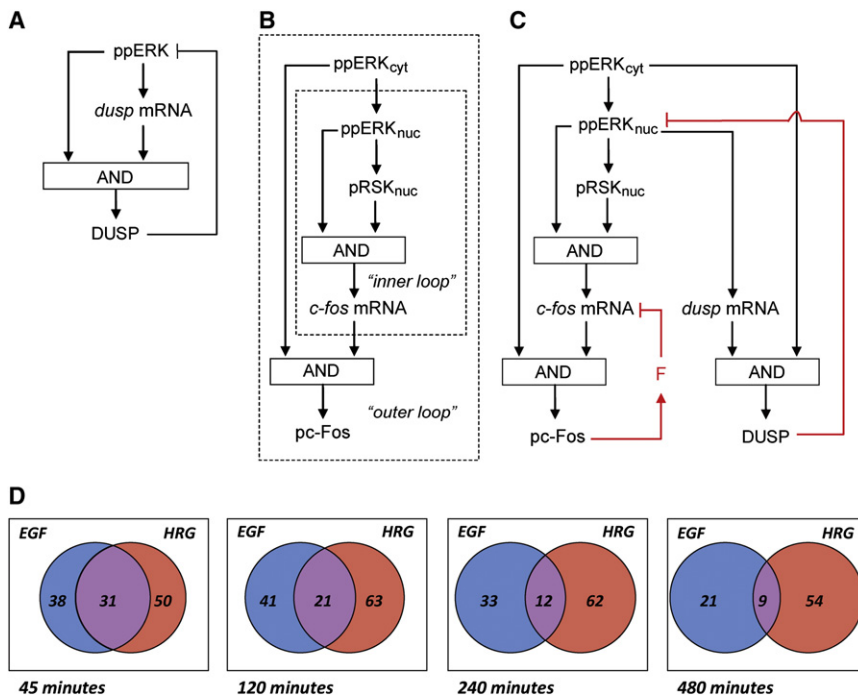 A
ppERK
dusp mRNA
AND
DUSP
B
ppERKcyt
ppERKnuc
pRSKnuc
AND
"inner loop"
c-fos mRNA
AND
"outer loop"
pc-Fos
C
ppERKcyt
ppERKnuc
pRSKnuc
AND
c-fos mRNA
dusp mRNA
AND
F
AND
pc-Fos
DUSP
D
EGF HRG
38 31 50
45 minutes
EGF HRG
41 21 63
120 minutes
EGF HRG
33 12 62
240 minutes
EGF HRG
21 9 54
480 minutes